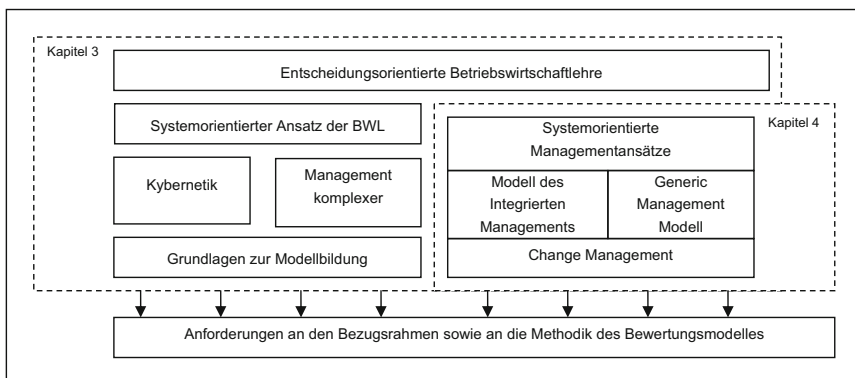 Kapitel 3
Entscheidungsorientierte Betriebswirtschaftlehre
Systemorientierter Ansatz der BWL
Kybernetik
Management
komplexer
Grundlagen zur Modellbildung
Kapitel 4
Systemorientierte
Managementansätze
Modell des
Integrierten
Managements
Generic
Management
Modell
Change Management
Anforderungen an den Bezugsrahmen sowie an die Methodik des Bewertungsmodelles